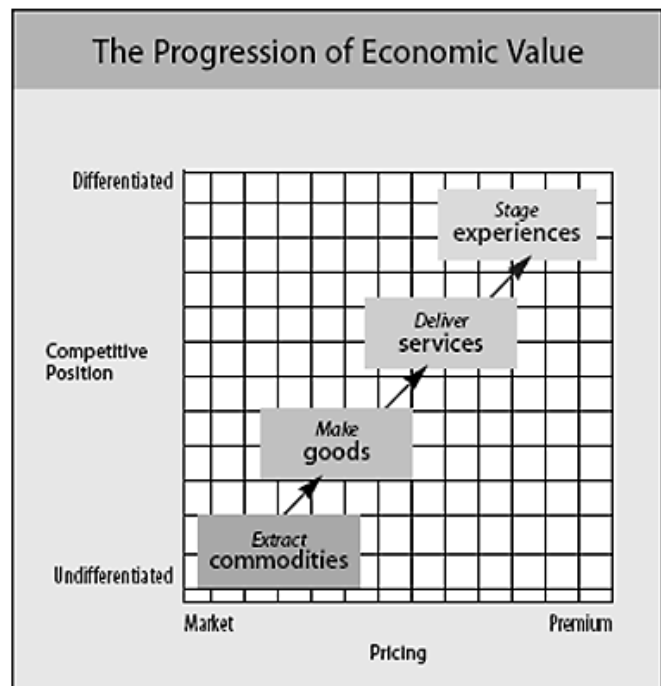 The Progression of Economic Value
Differentiated
Stage
experiences
Deliver
services
Competitive
Position
Make
goods
Extract
commodities
Undifferentiated
Market
Premium
Pricing